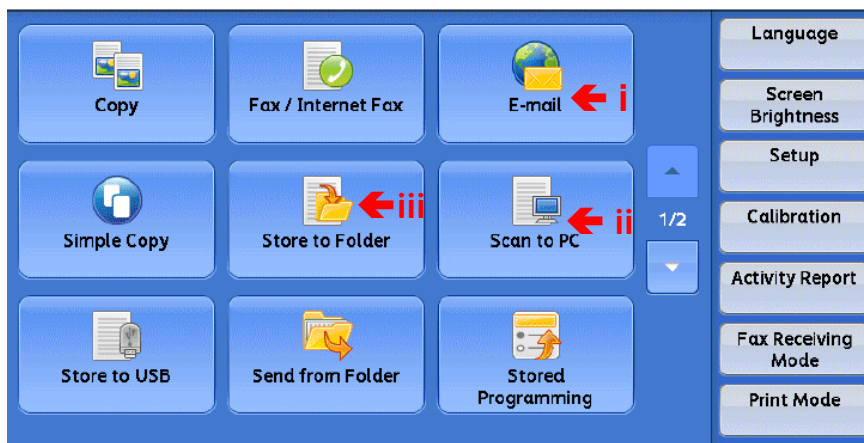 Copy
Fax / Internet Fax
E-mail
i
Simple Copy
Store to Folder
iii
Scan to PC
ii
Store to USB
Send from Folder
Stored
Programming
1/2
Language
Screen
Brightness
Setup
Calibration
Activity Report
Fax Receiving
Mode
Print Mode